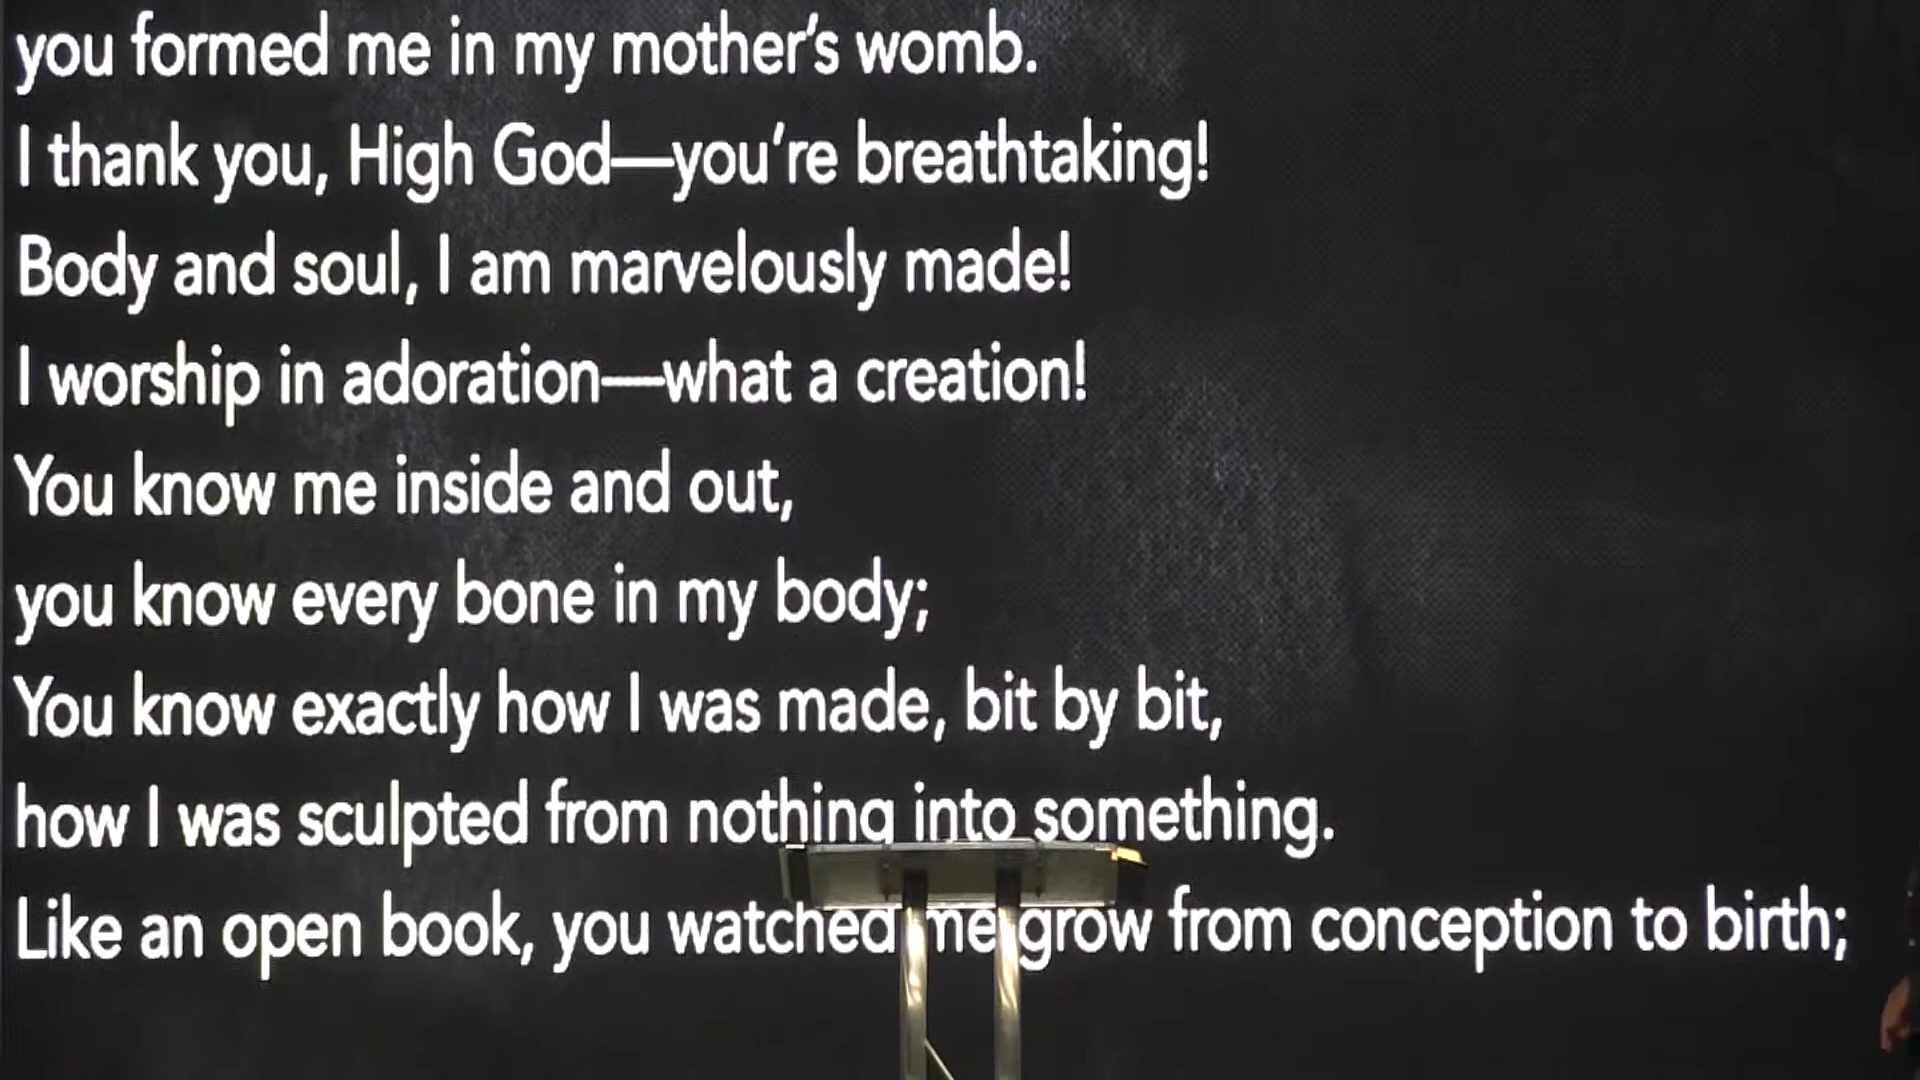 you formed me in my mother’s womb.
I thank you, High God—you’re breathtaking!
Body and soul, I am marvelously made!
I worship in adoration—what a creation!
You know me inside and out,
you know every bone in my body;
You know exactly how I was made, bit by bit,
how I was sculpted from nothing into something.
Like an open book, you watched me grow from conception to birth;